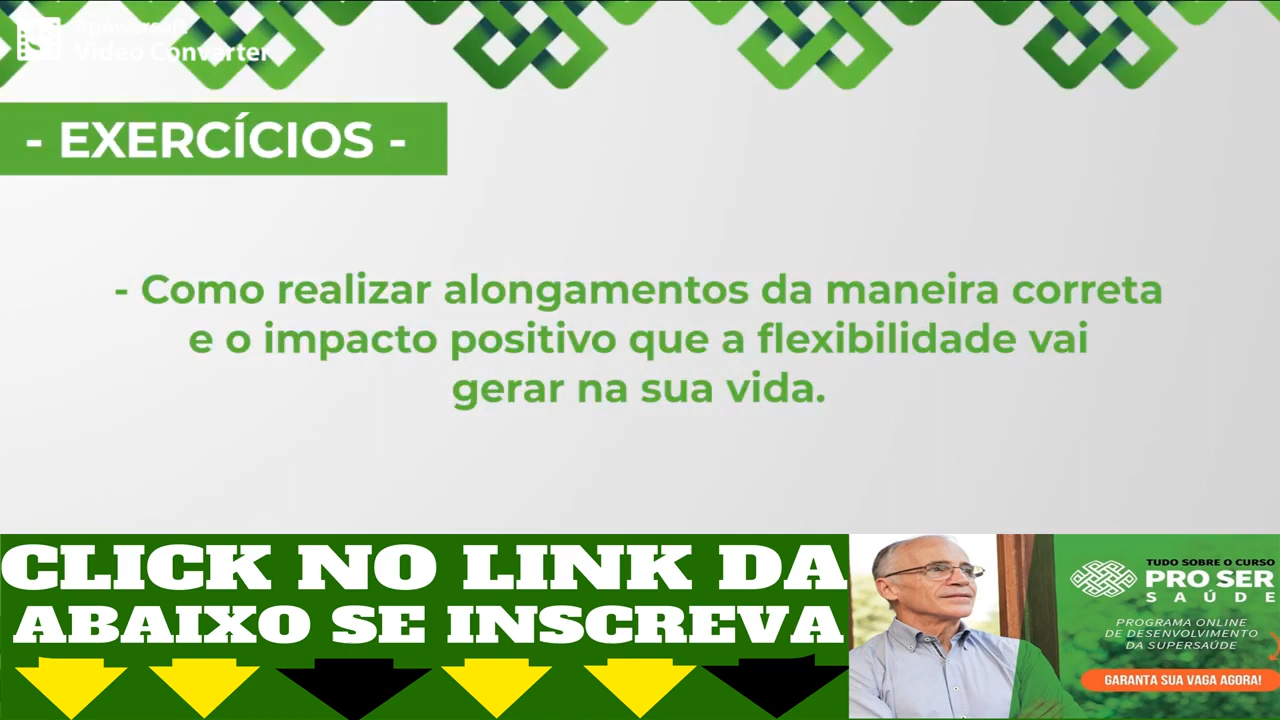 Apowersoft
Video Converter
- EXERCÍCIOS -
- Como realizar alongamentos da maneira correta
e o impacto positivo que a flexibilidade vai
gerar na sua vida.
CLICK NO LINK DA
ABAIXO SE INSCREVA
TUDO SOBRE O CURSO
PRO SER
SAÚDE
PROGRAMA ONLINE
DE DESENVOLVIMENTO
DA SUPERSAÚDE
GARANTA SUA VAGA AGORA!